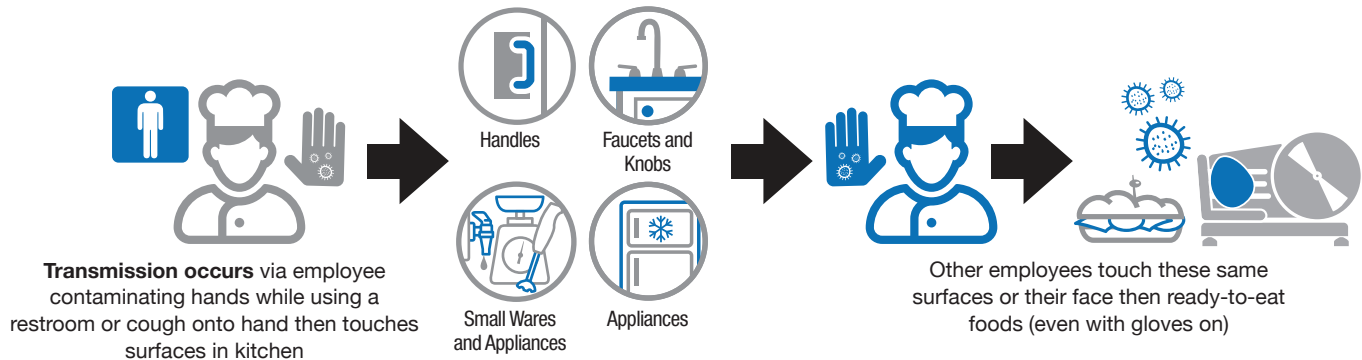 Handles
Faucets and
Knobs
Small Wares
and Appliances
Appliances
Transmission occurs via employee
contaminating hands while using a
restroom or cough onto hand then touches
surfaces in kitchen
Other employees touch these same
surfaces or their face then ready-to-eat
foods (even with gloves on)